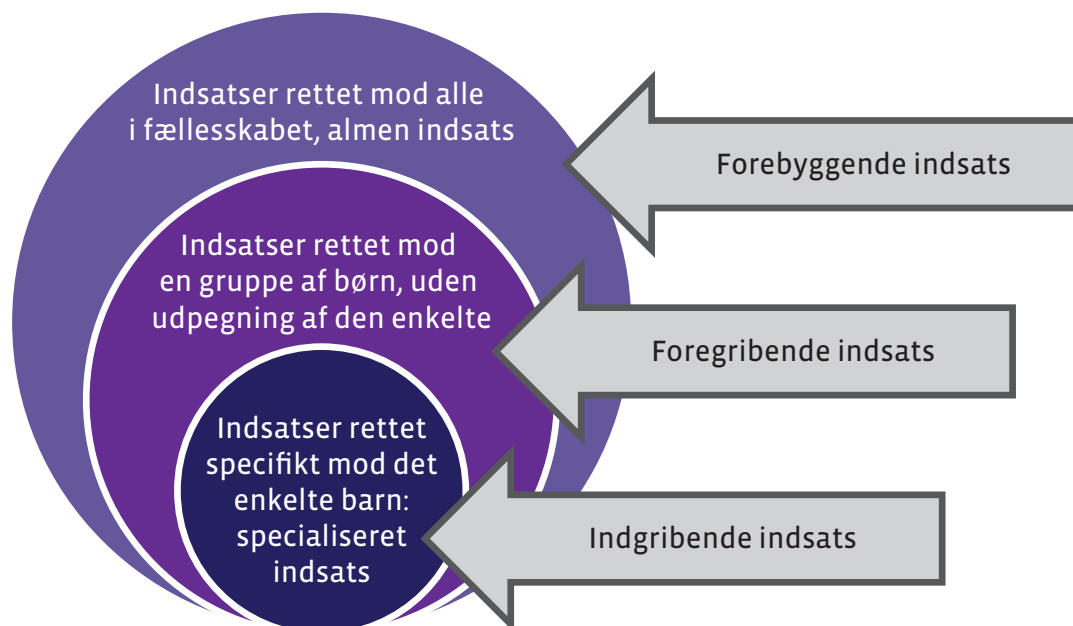 Indsatser rettet mod alle
i fællesskabet, almen indsats
Forebyggende indsats
Indsatser rettet mod
en gruppe af børn, uden
udpegning af den enkelte
Foregribende indsats
Indsatser rettet
specifikt mod det
enkelte barn:
specialiseret
indsats
Indgribende indsats